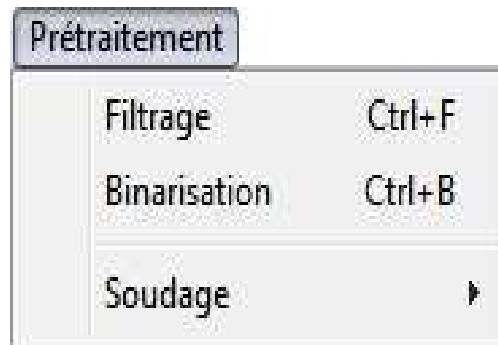 Prétraitement
Filtrage Ctrl+F
Binarisation Ctrl+B
Soudage